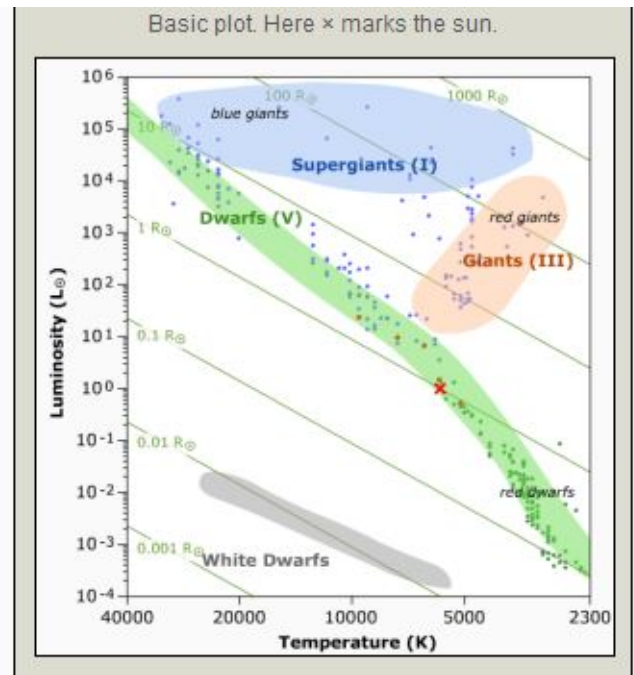 Basic plot. Here × marks the sun.
10⁶
100 R⊙
1000 R⊙
blue giants
10⁵
10 R⊙
Supergiants (I)
10⁴
Dwarfs (V)
red giants
1 R⊙
10³
Giants (III)
10²
Luminosity (L⊙)
10¹
0.1 R⊙
10⁰
10⁻¹
0.01 R⊙
10⁻²
red dwarfs
10⁻³
0.001 R⊙
White Dwarfs
10⁻⁴
40000 20000 10000 5000 2300
Temperature (K)